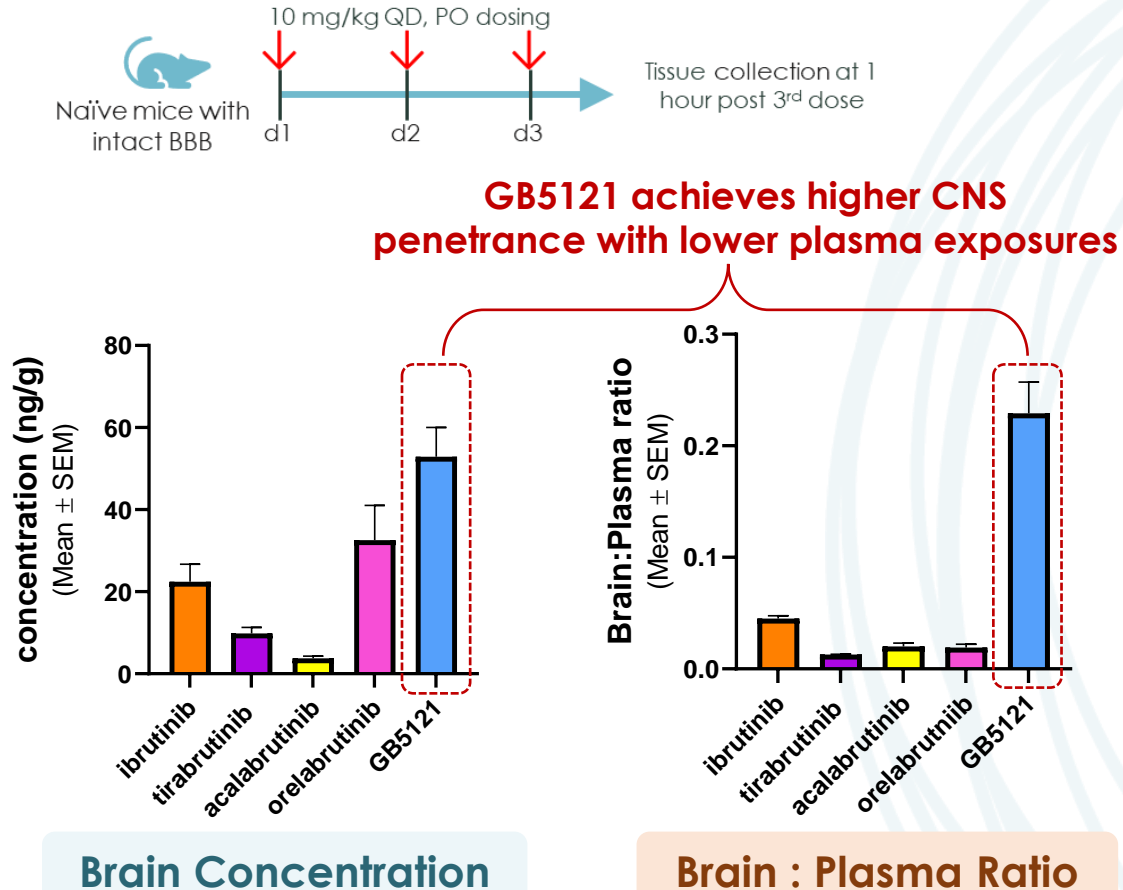 10 mg/kg QD, PO dosing
Naïve mice with
intact BBB
d1
d2
d3
Tissue collection at 1
hour post 3rd dose
GB5121 achieves higher CNS
penetrance with lower plasma exposures
concentration (ng/g)
(Mean ± SEM)
80
60
40
20
0
ibrutinib
tirabrutinib
acalabrutinib
orelabrutinib
GB5121
Brain Concentration
Brain:Plasma ratio
(Mean ± SEM)
0.3
0.2
0.1
0.0
ibrutinib
tirabrutinib
acalabrutinib
orelabrutniib
GB5121
Brain : Plasma Ratio